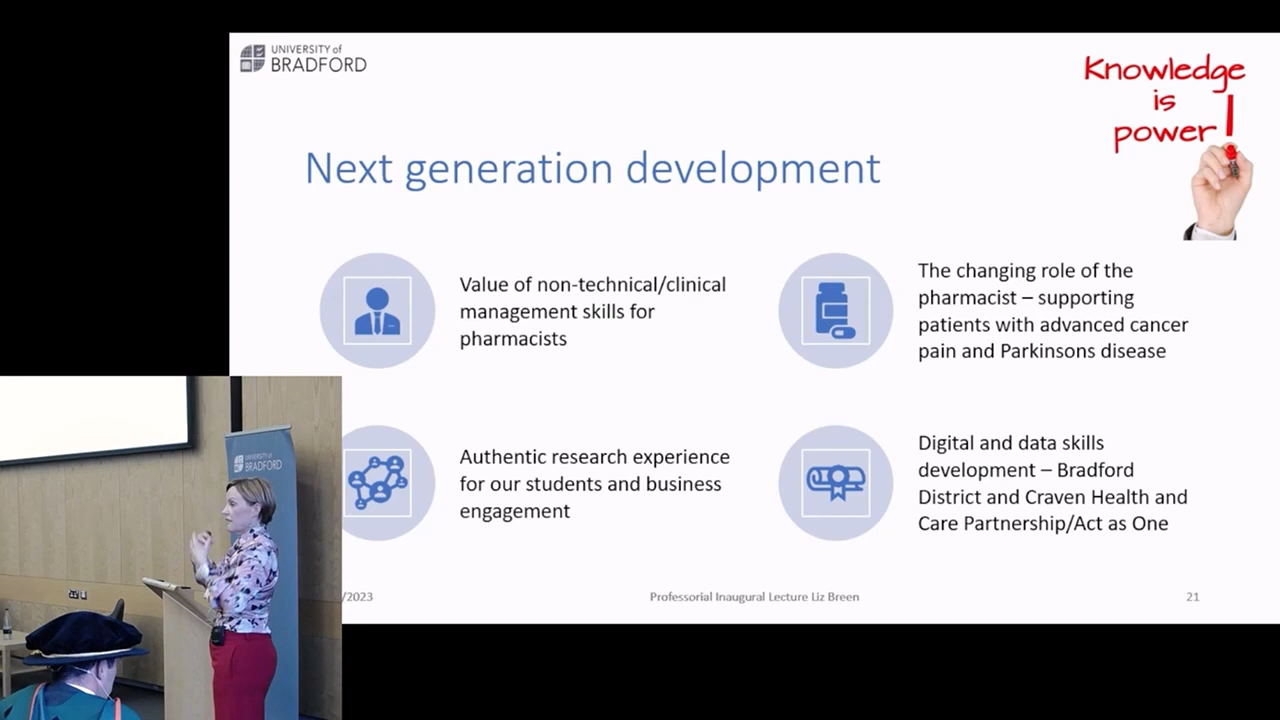 UNIVERSITY of
BRADFORD
Knowledge
is
power!
Next generation development
Value of non-technical/clinical
management skills for
pharmacists
The changing role of the
pharmacist – supporting
patients with advanced cancer
pain and Parkinsons disease
Authentic research experience
for our students and business
engagement
Digital and data skills
development – Bradford
District and Craven Health and
Care Partnership/Act as One
/2023
Professorial Inaugural Lecture Liz Breen
21
UNIVERSITY of
BRADFORD